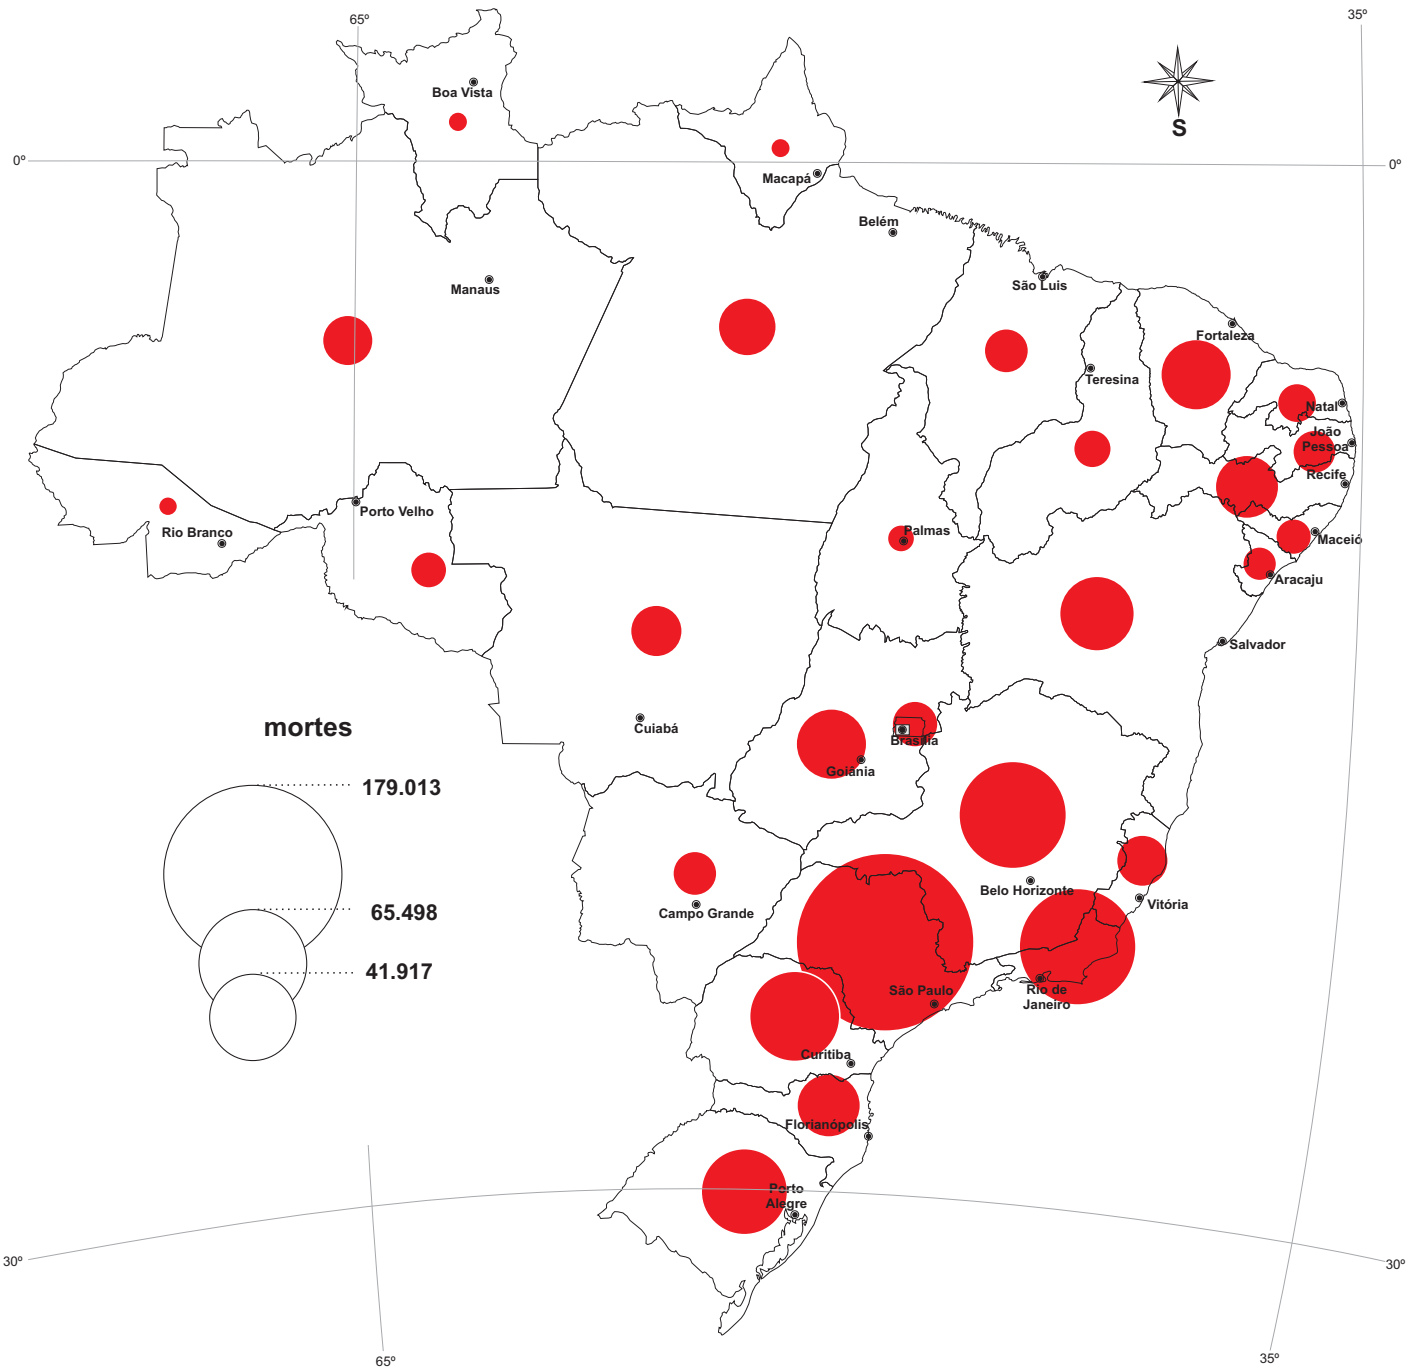 65º
35º
Boa Vista
S
0º
0º
Macapá
Belém
São Luis
Manaus
Fortaleza
Teresina
Natal
João
Pessoa
Recife
Porto Velho
Rio Branco
Palmas
Maceió
Aracaju
Salvador
mortes
Cuiabá
Brasília
Goiânia
179.013
Belo Horizonte
Vitória
65.498
Campo Grande
41.917
São Paulo
Rio de
Janeiro
Curitiba
Florianópolis
Porto
Alegre
30º
30º
65º
35º